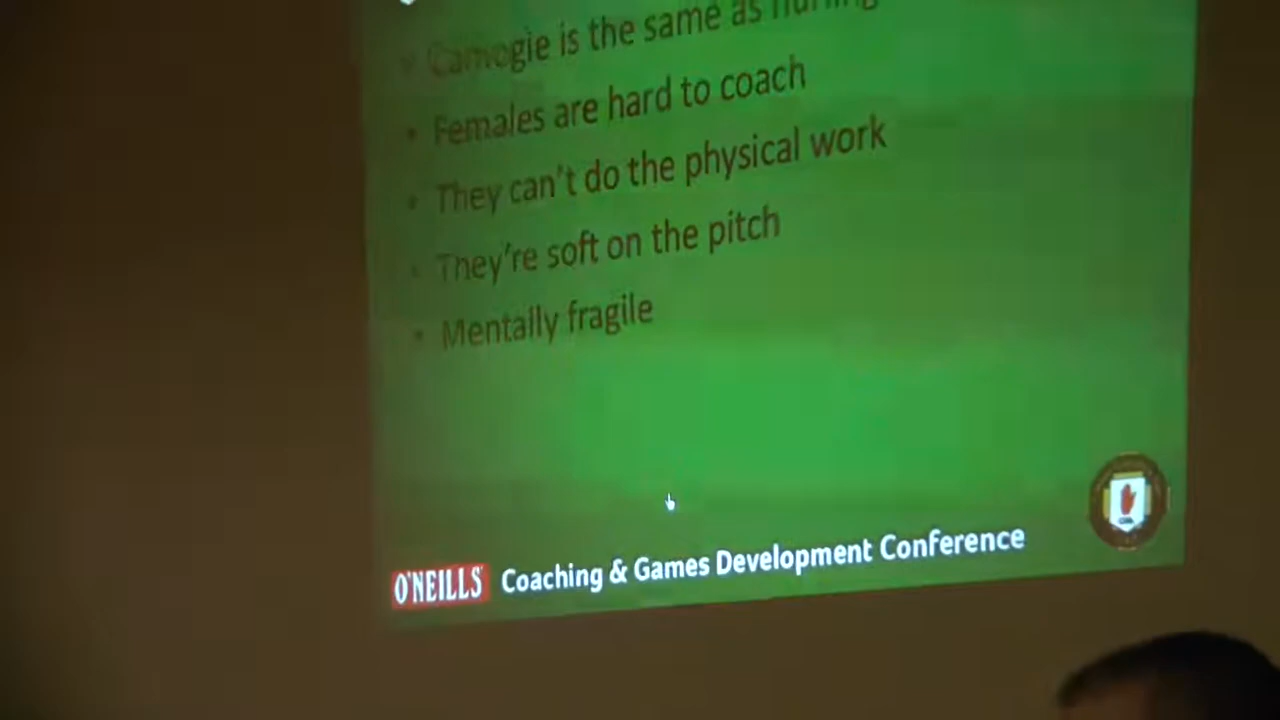 • Camogie is the same as hurling
• Females are hard to coach
• They can't do the physical work
• They're soft on the pitch
• Mentally fragile
O'NEILLS Coaching & Games Development Conference